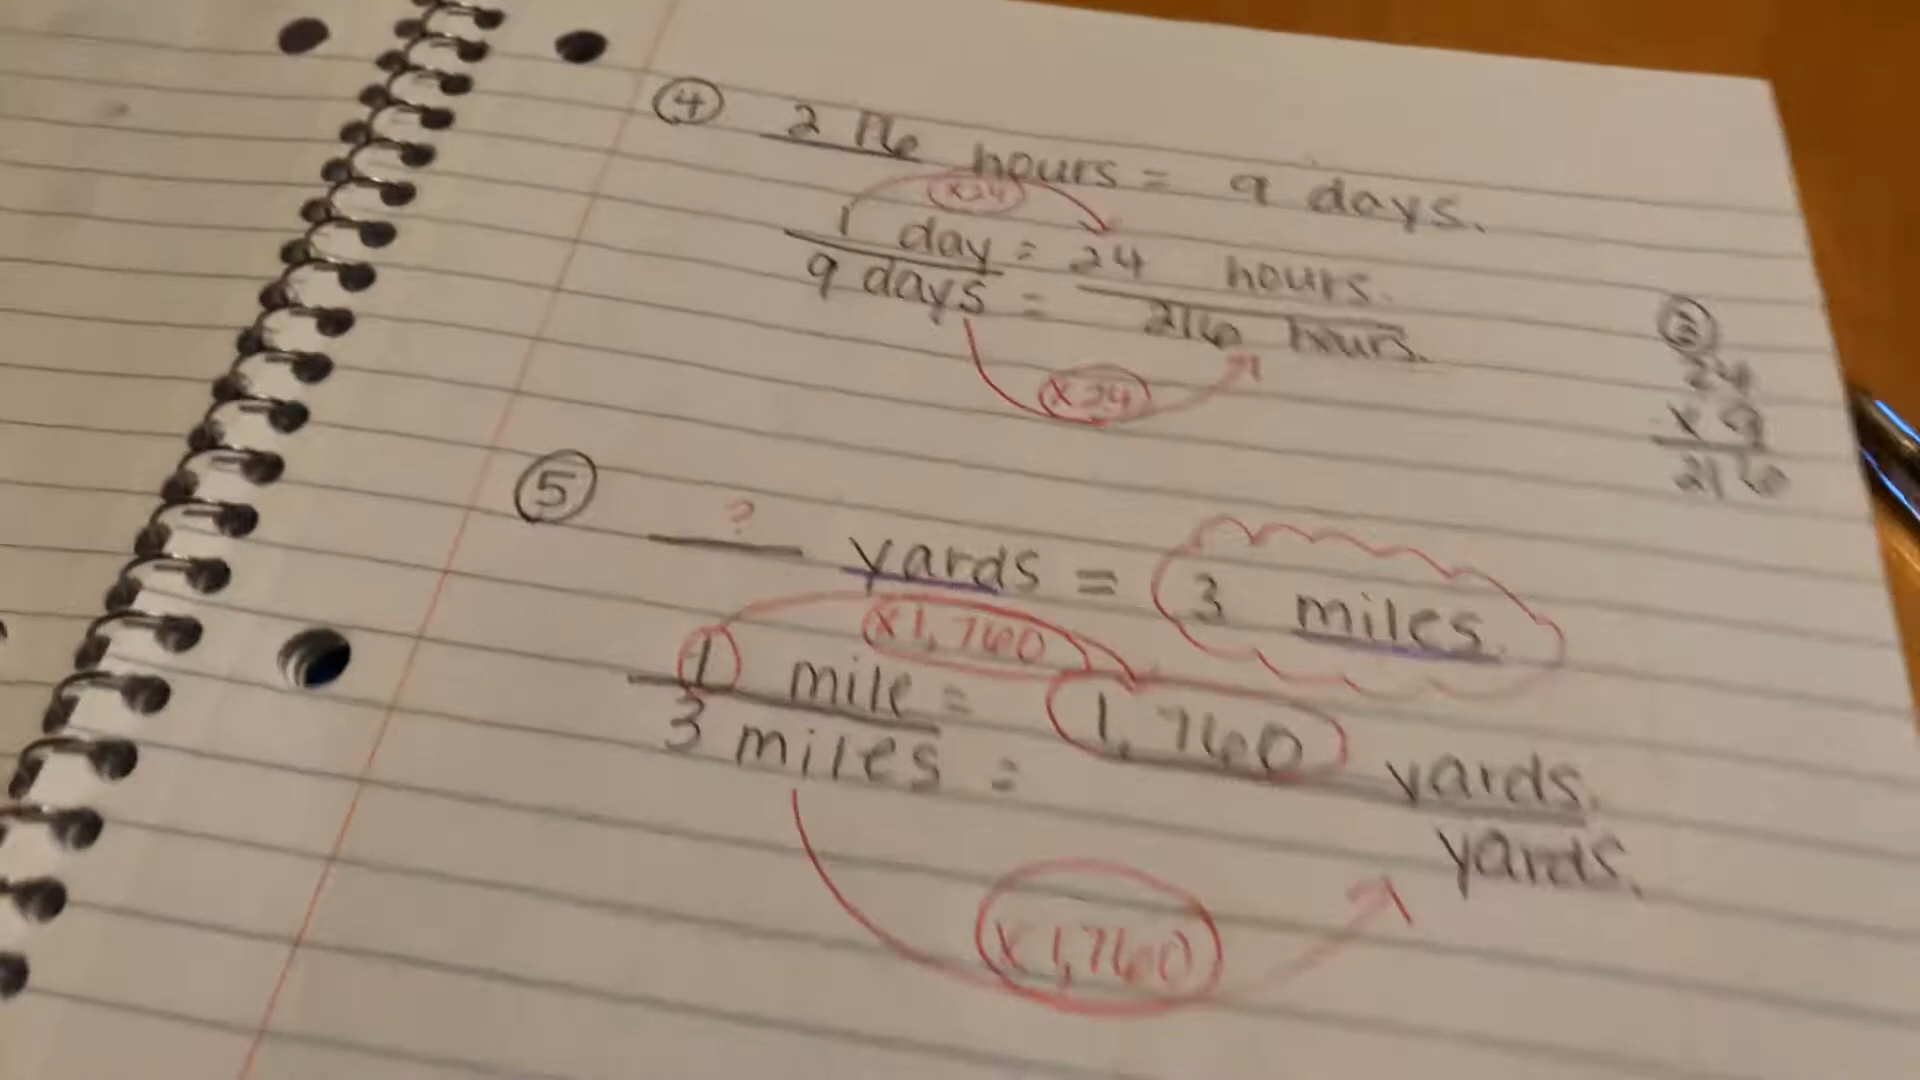 ④ 216 hours = 9 days.
x24
1 day = 24 hours.
9 days = 216 hours.
x24
③
24
x 9
216
⑤ ? yards = 3 miles.
x1,760
1 mile = 1,760 yards.
3 miles = yards.
x1,760